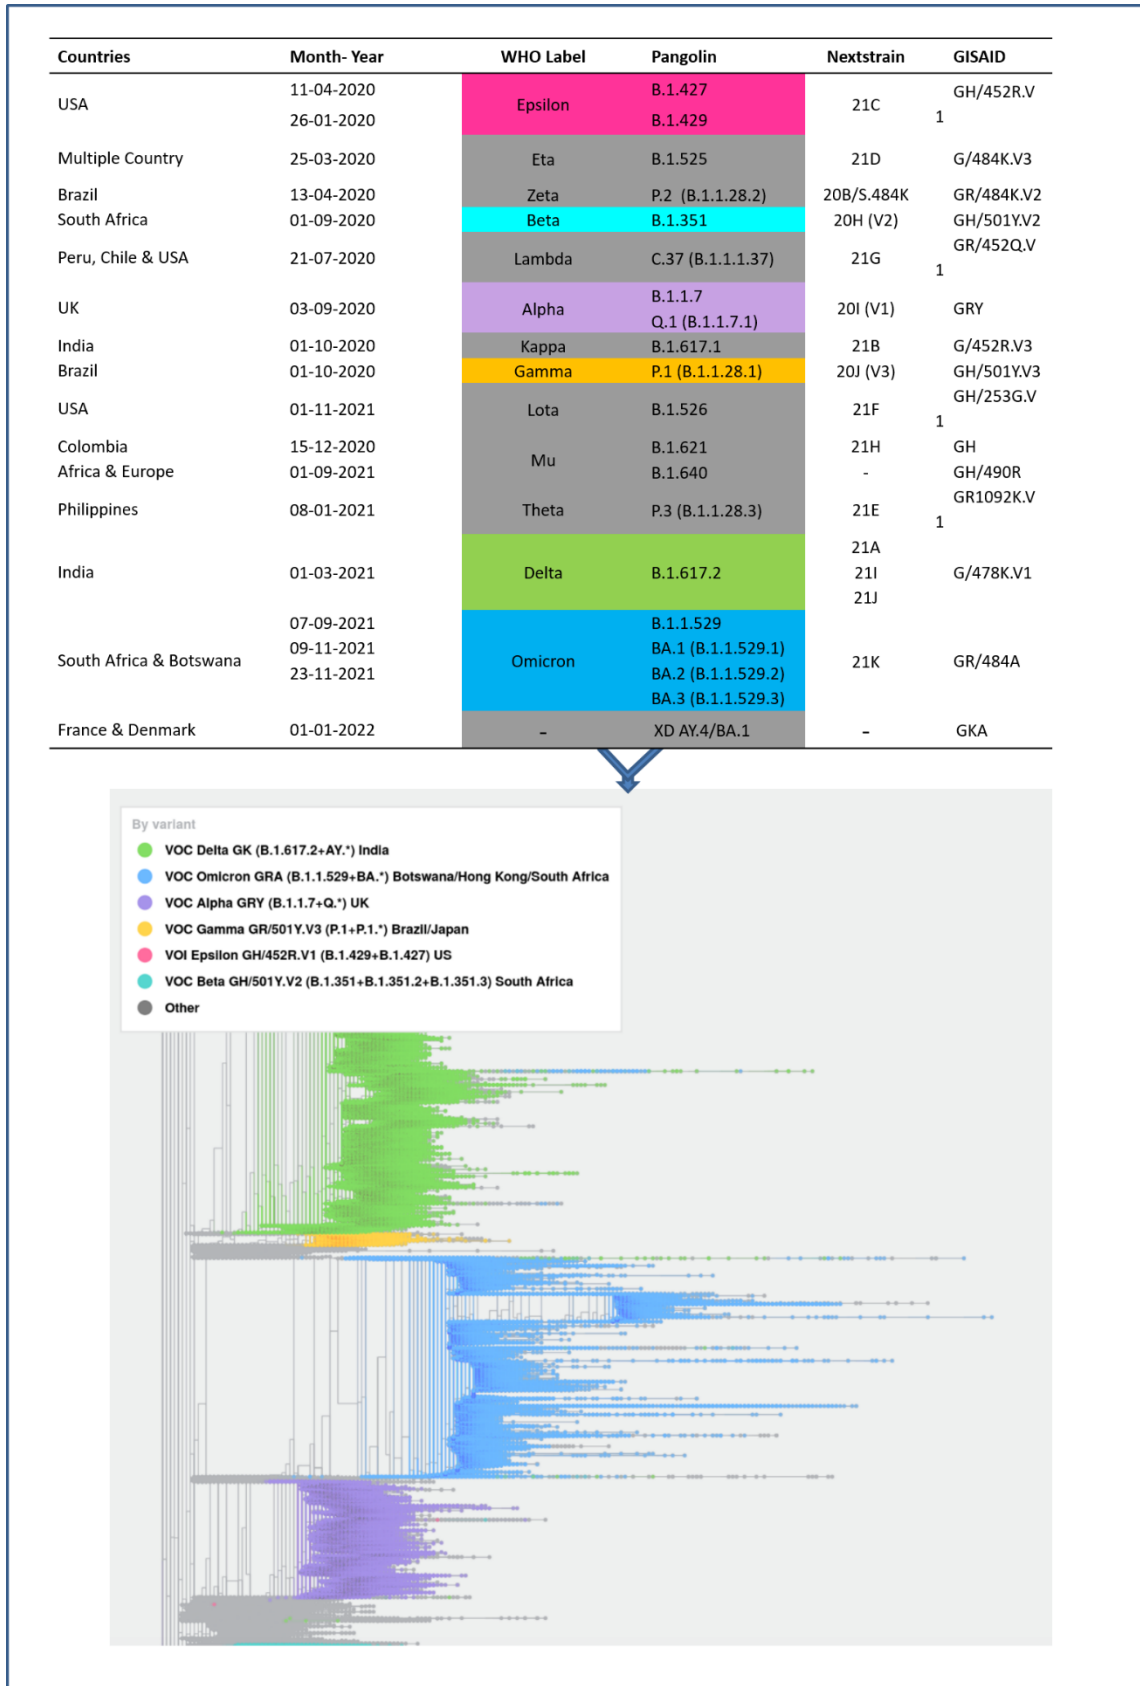 Countries Month- Year WHO Label Pangolin Nextstrain GISAID
USA 11-04-2020 Epsilon B.1.427 21C GH/452R.V
26-01-2020 B.1.429 1
Multiple Country 25-03-2020 Eta B.1.525 21D G/484K.V3
Brazil 13-04-2020 Zeta P.2 (B.1.1.28.2) 20B/S.484K GR/484K.V2
South Africa 01-09-2020 Beta B.1.351 20H (V2) GH/501Y.V2
Peru, Chile & USA 21-07-2020 Lambda C.37 (B.1.1.1.37) 21G GR/452Q.V
1
UK 03-09-2020 Alpha B.1.1.7 20I (V1) GRY
Q.1 (B.1.1.7.1)
India 01-10-2020 Kappa B.1.617.1 21B G/452R.V3
Brazil 01-10-2020 Gamma P.1 (B.1.1.28.1) 20J (V3) GH/501Y.V3
USA 01-11-2021 Lota B.1.526 21F GH/253G.V
1
Colombia 15-12-2020 Mu B.1.621 21H GH
Africa & Europe 01-09-2021 B.1.640 - GH/490R
Philippines 08-01-2021 Theta P.3 (B.1.1.28.3) 21E GR1092K.V
1
21A
India 01-03-2021 Delta B.1.617.2 21I G/478K.V1
21J
07-09-2021 B.1.1.529
South Africa & Botswana 09-11-2021 Omicron BA.1 (B.1.1.529.1) 21K GR/484A
23-11-2021 BA.2 (B.1.1.529.2)
BA.3 (B.1.1.529.3)
France & Denmark 01-01-2022 - XD AY.4/BA.1 - GKA
By variant
VOC Delta GK (B.1.617.2+AY.*) India
VOC Omicron GRA (B.1.1.529+BA.*) Botswana/Hong Kong/South Africa
VOC Alpha GRY (B.1.1.7+Q.*) UK
VOC Gamma GR/501Y.V3 (P.1+P.1.*) Brazil/Japan
VOI Epsilon GH/452R.V1 (B.1.429+B.1.427) US
VOC Beta GH/501Y.V2 (B.1.351+B.1.351.2+B.1.351.3) South Africa
Other